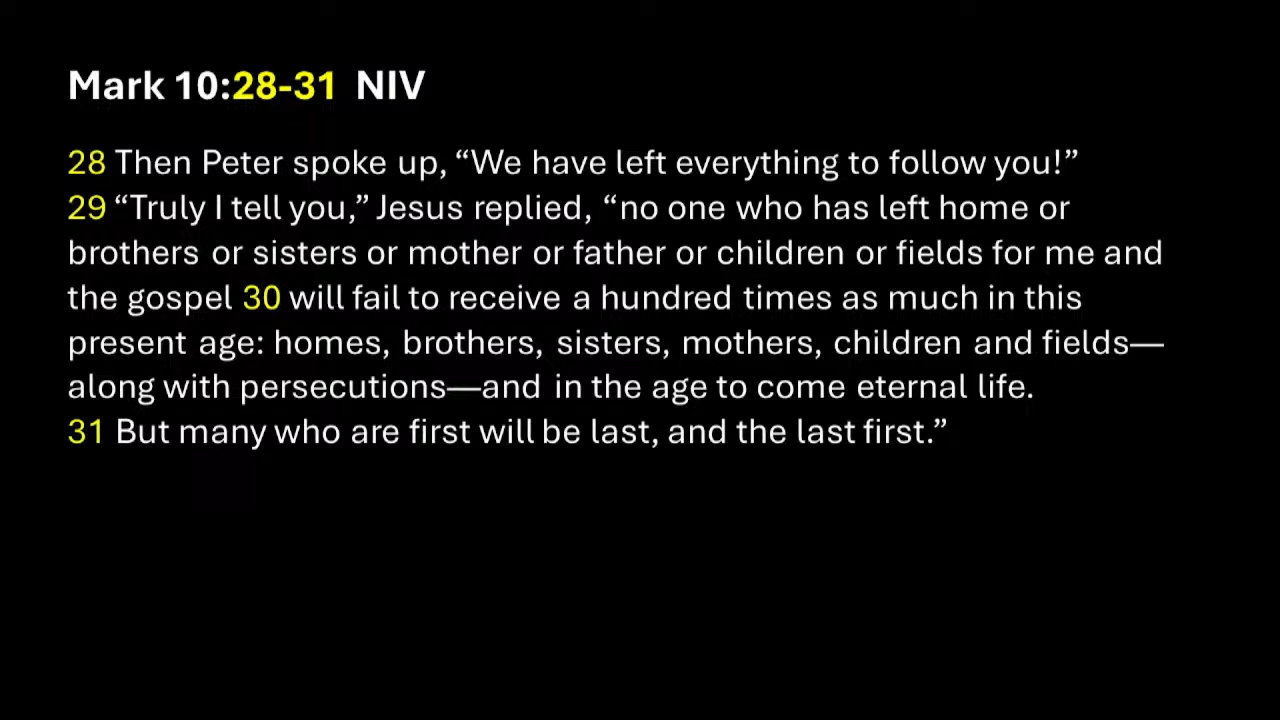 Mark 10:28-31 NIV
28 Then Peter spoke up, “We have left everything to follow you!”
29 “Truly I tell you,” Jesus replied, “no one who has left home or
brothers or sisters or mother or father or children or fields for me and
the gospel 30 will fail to receive a hundred times as much in this
present age: homes, brothers, sisters, mothers, children and fields—
along with persecutions—and in the age to come eternal life.
31 But many who are first will be last, and the last first.”